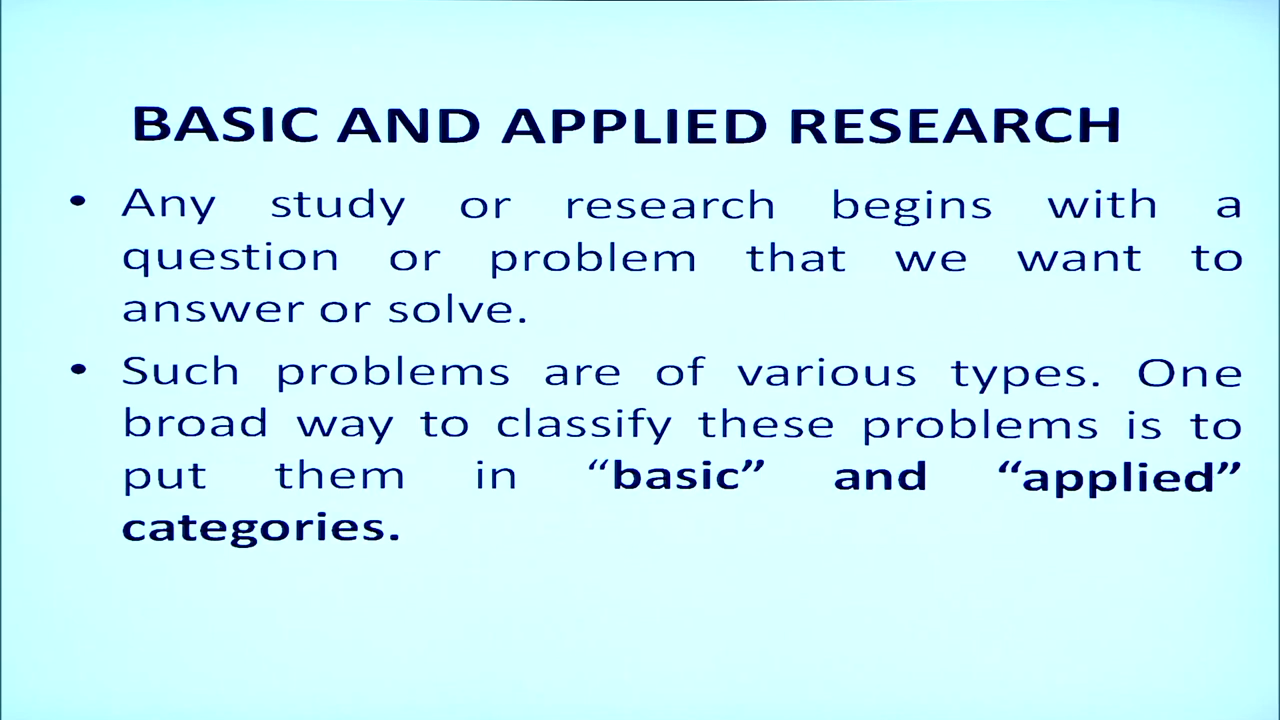 BASIC AND APPLIED RESEARCH
• Any study or research begins with a
question or problem that we want to
answer or solve.
• Such problems are of various types. One
broad way to classify these problems is to
put them in “basic” and “applied”
categories.